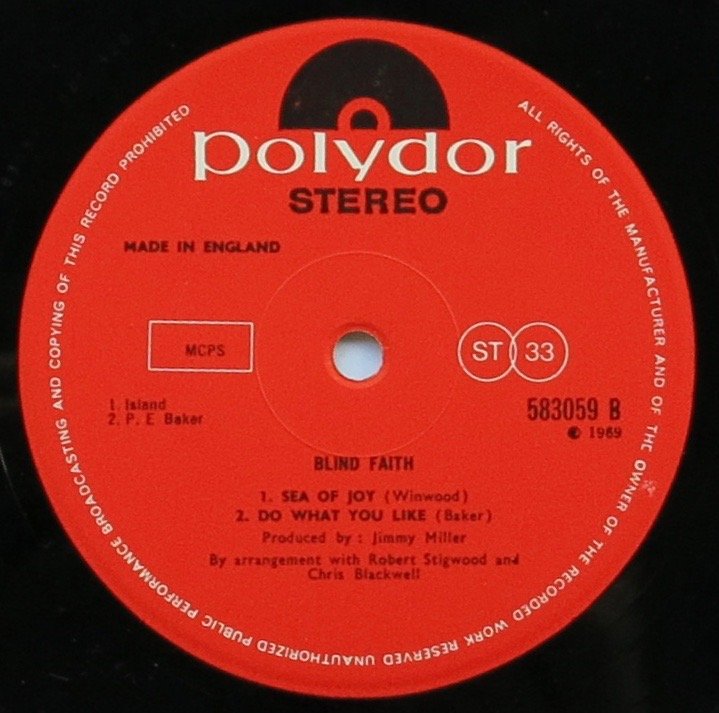 polydor
STEREO
MADE IN ENGLAND
MCPS
ST 33
1. Island
2. P. E Baker
583059 B
℗ 1969
BLIND FAITH
1. SEA OF JOY (Winwood)
2. DO WHAT YOU LIKE (Baker)
Produced by : Jimmy Miller
By arrangement with Robert Stigwood and
Chris Blackwell
ALL RIGHTS OF THE MANUFACTURER AND OF THE OWNER OF THE RECORDED WORK RESERVED UNAUTHORIZED PUBLIC PERFORMANCE BROADCASTING AND COPYING OF THIS RECORD PROHIBITED